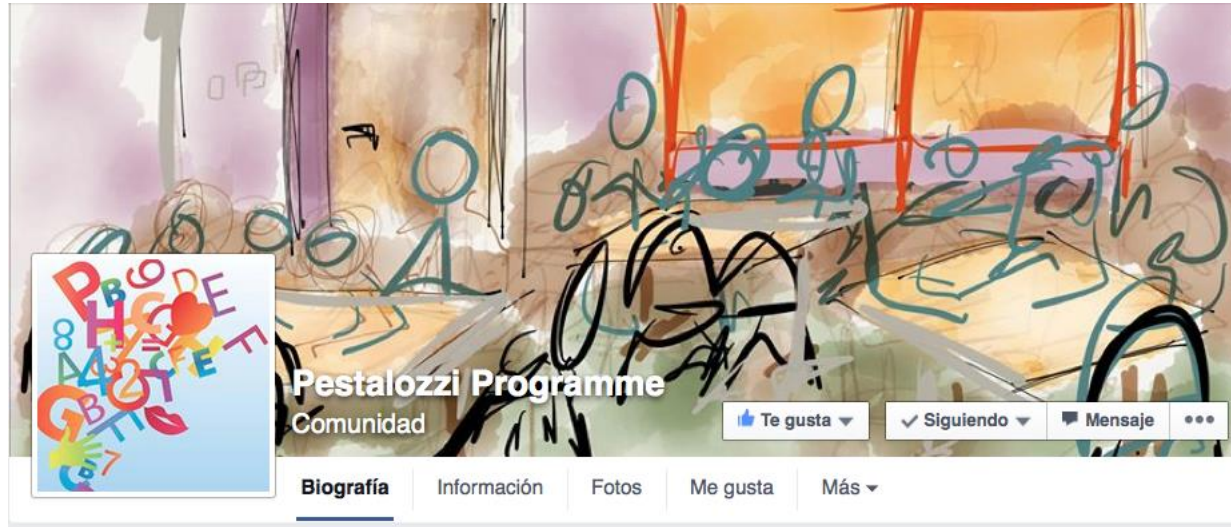 Pestalozzi Programme
Comunidad
Te gusta
Siguiendo
Mensaje
Biografía
Información
Fotos
Me gusta
Más